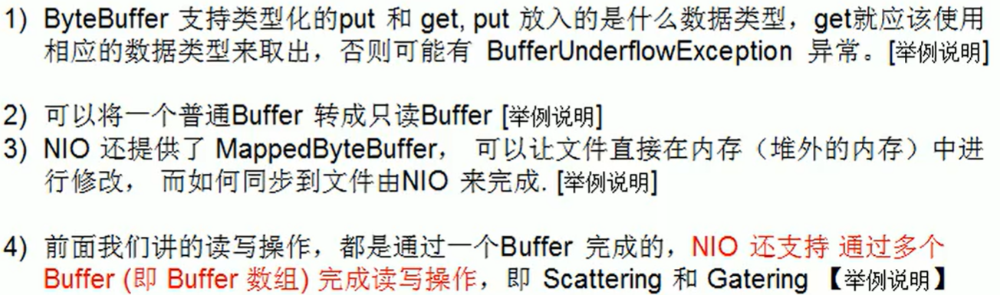 1) ByteBuffer 支持类型化的put 和 get, put 放入的是什么数据类型，get就应该使用
相应的数据类型来取出，否则可能有 BufferUnderflowException 异常。[举例说明]
2) 可以将一个普通Buffer 转成只读Buffer [举例说明]
3) NIO 还提供了 MappedByteBuffer， 可以让文件直接在内存（堆外的内存）中进
行修改， 而如何同步到文件由NIO 来完成. [举例说明]
4) 前面我们讲的读写操作，都是通过一个Buffer 完成的，NIO 还支持 通过多个
Buffer (即 Buffer 数组) 完成读写操作，即 Scattering 和 Gatering 【举例说明】